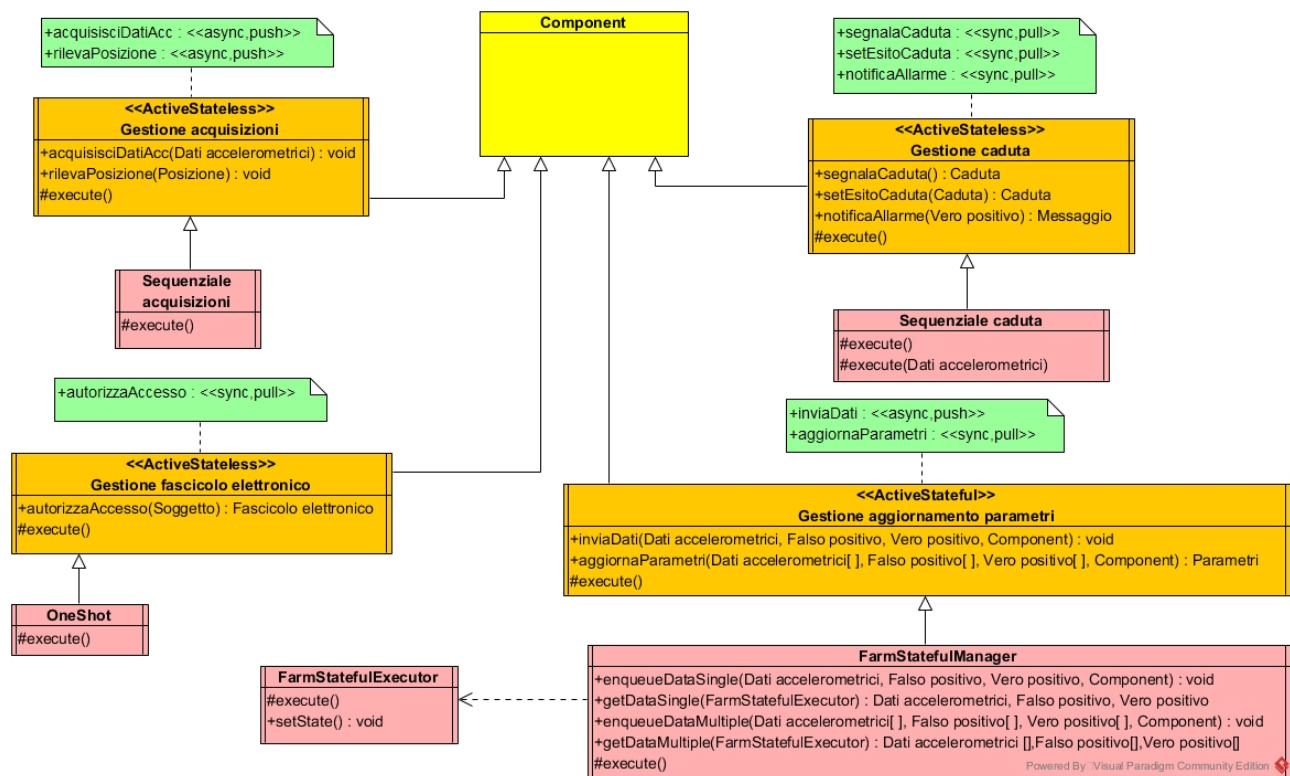 +acquisisciDatiAcc : <<async,push>>
+rilevaPosizione : <<async,push>>
<<ActiveStateless>>
Gestione acquisizioni
+acquisisciDatiAcc(Dati accelerometrici) : void
+rilevaPosizione(Posizione) : void
#execute()
Sequenziale
acquisizioni
#execute()
Component
+segnalaCaduta : <<sync,pull>>
+setEsitoCaduta : <<sync,pull>>
+notificaAllarme : <<sync,pull>>
<<ActiveStateless>>
Gestione caduta
+segnalaCaduta() : Caduta
+setEsitoCaduta(Caduta) : Caduta
+notificaAllarme(Vero positivo) : Messaggio
#execute()
Sequenziale caduta
#execute()
#execute(Dati accelerometrici)
+autorizzaAccesso : <<sync,pull>>
<<ActiveStateless>>
Gestione fascicolo elettronico
+autorizzaAccesso(Soggetto) : Fascicolo elettronico
#execute()
OneShot
#execute()
+inviaDati : <<async,push>>
+aggiornaParametri : <<sync,pull>>
<<ActiveStateful>>
Gestione aggiornamento parametri
+inviaDati(Dati accelerometrici, Falso positivo, Vero positivo, Component) : void
+aggiornaParametri(Dati accelerometrici[ ], Falso positivo[ ], Vero positivo[ ], Component) : Parametri
#execute()
FarmStatefulExecutor
#execute()
+setState() : void
FarmStatefulManager
+enqueueDataSingle(Dati accelerometrici, Falso positivo, Vero positivo, Component) : void
+getDataSingle(FarmStatefulExecutor) : Dati accelerometrici, Falso positivo, Vero positivo
+enqueueDataMultiple(Dati accelerometrici[ ], Falso positivo[ ], Vero positivo[ ], Component) : void
+getDataMultiple(FarmStatefulExecutor) : Dati accelerometrici [],Falso positivo[],Vero positivo[]
#execute()
Powered By Visual Paradigm Community Edition